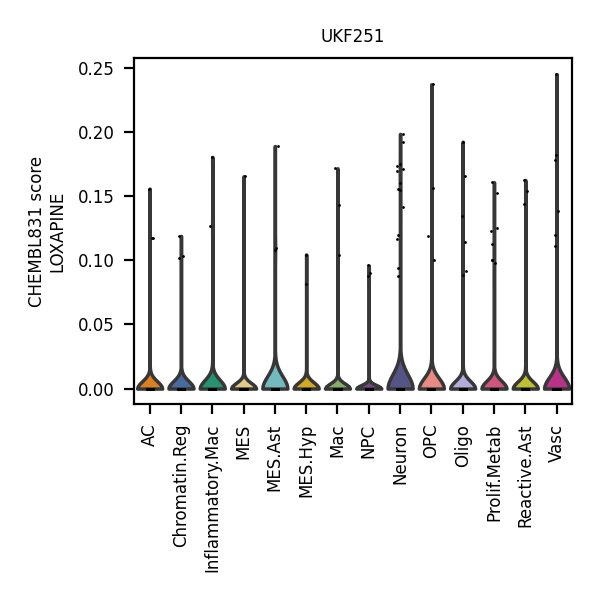 UKF251
CHEMBL831 score
LOXAPINE
0.25
0.20
0.15
0.10
0.05
0.00
AC
Chromatin.Reg
Inflammatory.Mac
MES
MES.Ast
MES.Hyp
Mac
NPC
Neuron
OPC
Oligo
Prolif.Metab
Reactive.Ast
Vasc